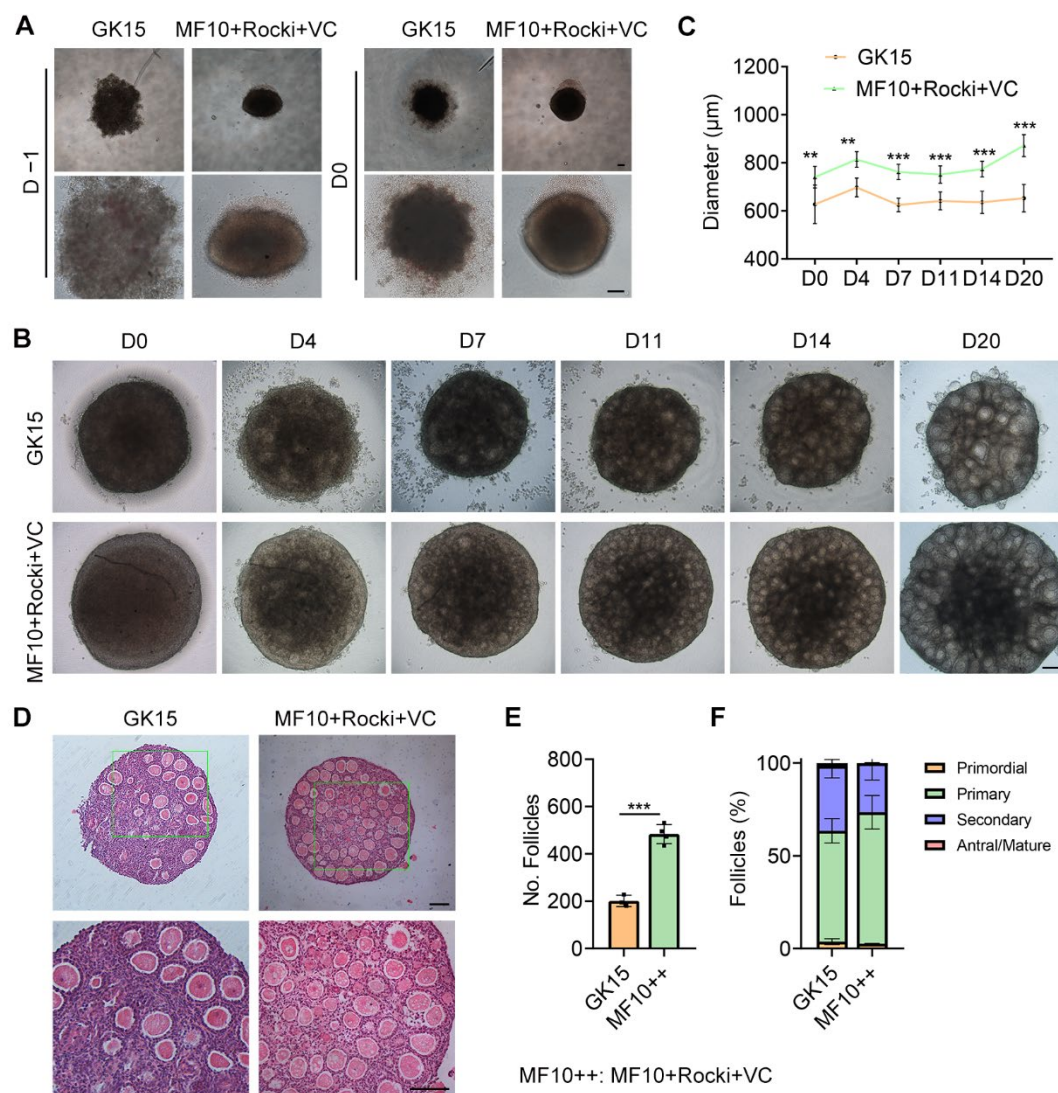 A
GK15 MF10+Rocki+VC
D −1
GK15 MF10+Rocki+VC
D0
C
GK15
MF10+Rocki+VC
Diameter (µm)
1200
1000
800
600
400
** ** *** *** *** ***
D0 D4 D7 D11 D14 D20
B
D0 D4 D7 D11 D14 D20
GK15
MF10+Rocki+VC
D
GK15 MF10+Rocki+VC
E
No. Follicles
800
600
400
200
0
***
GK15
MF10++
F
Follicles (%)
100
50
0
GK15
MF10++
Primordial
Primary
Secondary
Antral/Mature
MF10++: MF10+Rocki+VC